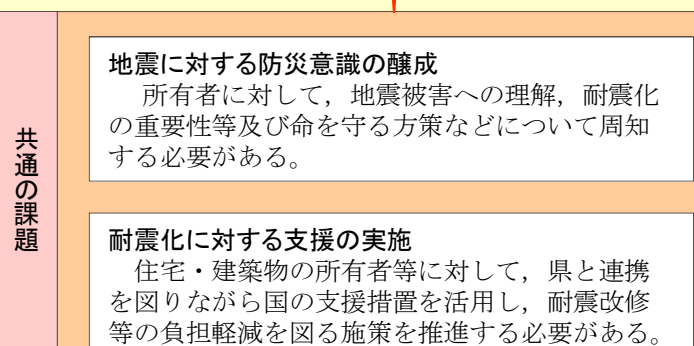 共通の課題
地震に対する防災意識の醸成
所有者に対して，地震被害への理解，耐震化
の重要性等及び命を守る方策などについて周知
する必要がある。
耐震化に対する支援の実施
住宅・建築物の所有者等に対して，県と連携
を図りながら国の支援措置を活用し，耐震改修
等の負担軽減を図る施策を推進する必要がある。